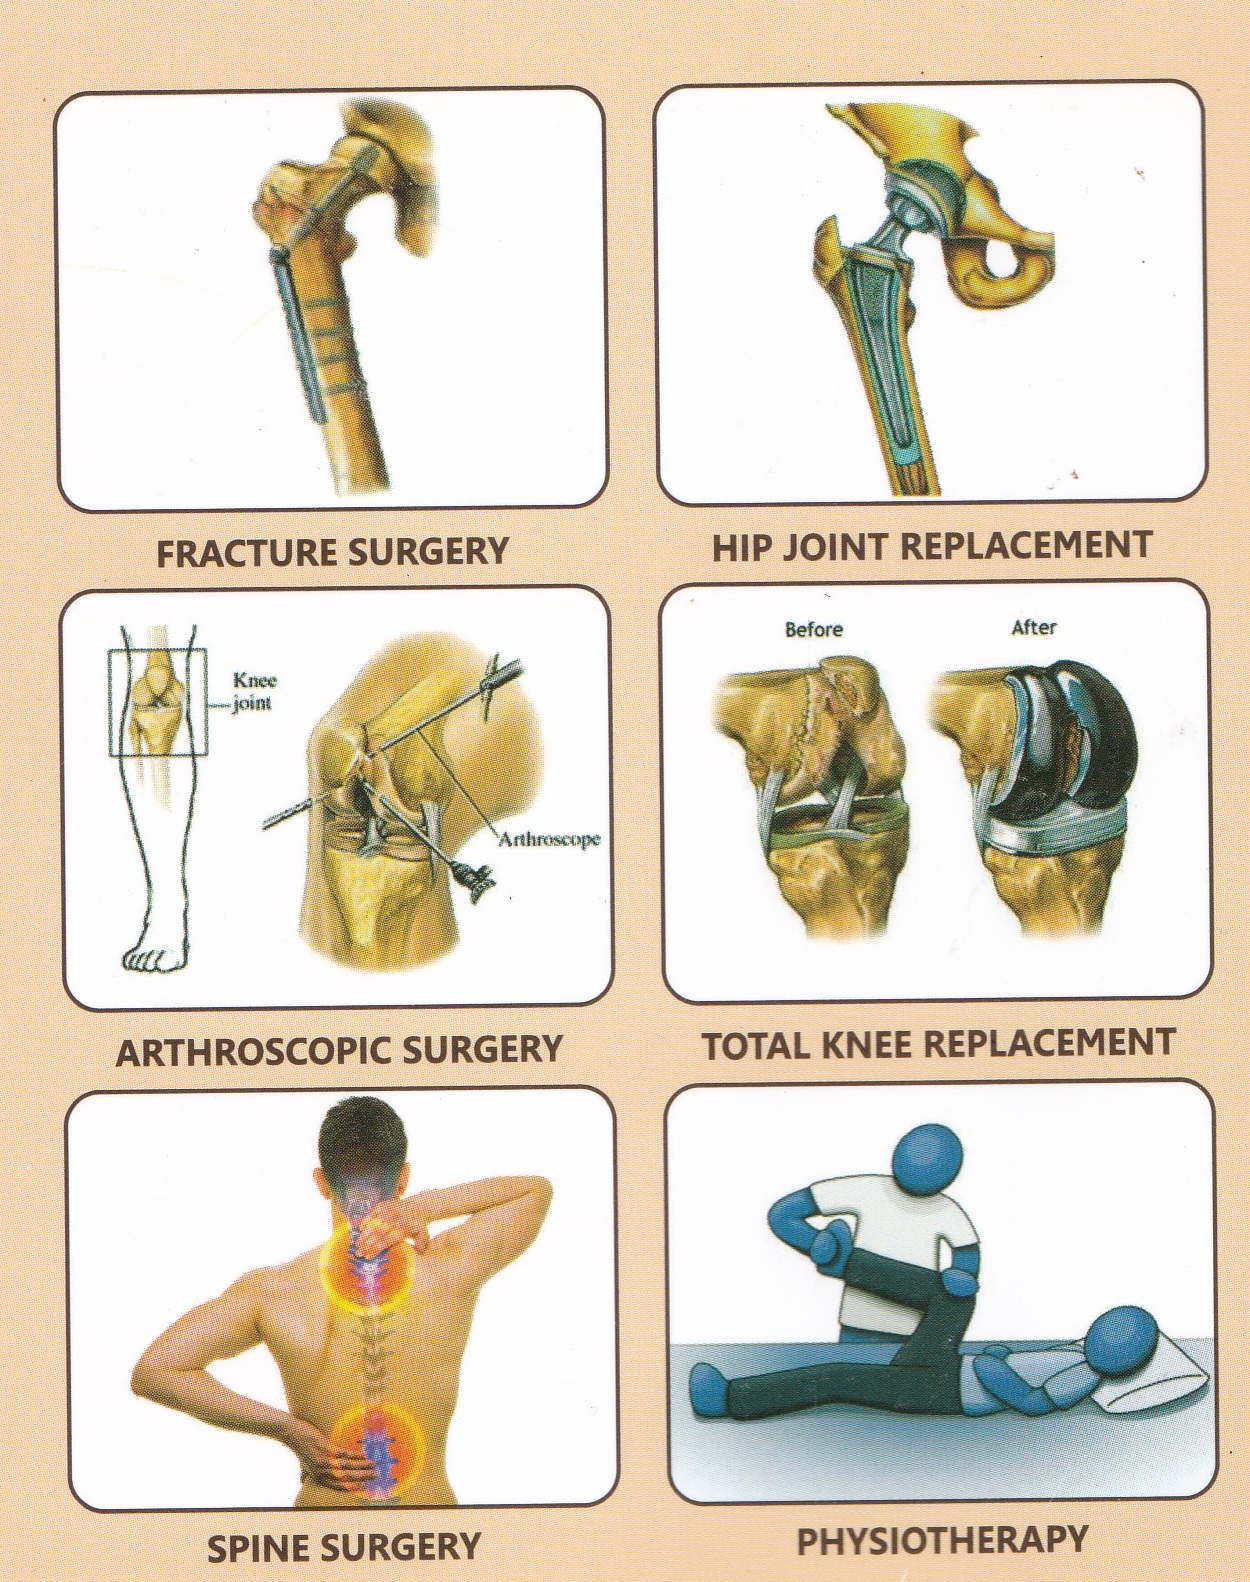 FRACTURE SURGERY
HIP JOINT REPLACEMENT
Knee
joint
Arthroscope
Before
After
ARTHROSCOPIC SURGERY
TOTAL KNEE REPLACEMENT
SPINE SURGERY
PHYSIOTHERAPY